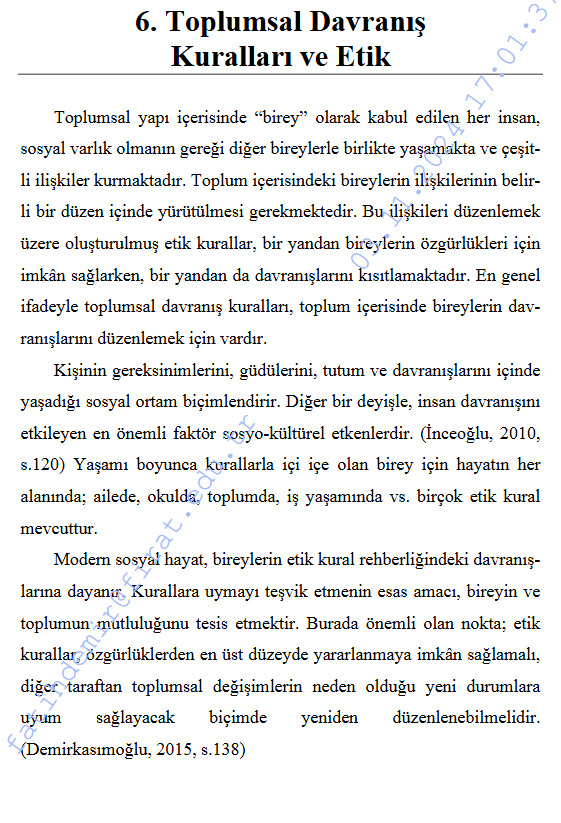 6. Toplumsal Davranış
Kuralları ve Etik
Toplumsal yapı içerisinde “birey” olarak kabul edilen her insan,
sosyal varlık olmanın gereği diğer bireylerle birlikte yaşamakta ve çeşit-
li ilişkiler kurmaktadır. Toplum içerisindeki bireylerin ilişkilerinin belir-
li bir düzen içinde yürütülmesi gerekmektedir. Bu ilişkileri düzenlemek
üzere oluşturulmuş etik kurallar, bir yandan bireylerin özgürlükleri için
imkân sağlarken, bir yandan da davranışlarını kısıtlamaktadır. En genel
ifadeyle toplumsal davranış kuralları, toplum içerisinde bireylerin dav-
ranışlarını düzenlemek için vardır.
Kişinin gereksinimlerini, güdülerini, tutum ve davranışlarını içinde
yaşadığı sosyal ortam biçimlendirir. Diğer bir deyişle, insan davranışını
etkileyen en önemli faktör sosyo-kültürel etkenlerdir. (İnceoğlu, 2010,
s.120) Yaşamı boyunca kurallarla içi içe olan birey için hayatın her
alanında; ailede, okulda, toplumda, iş yaşamında vs. birçok etik kural
mevcuttur.
Modern sosyal hayat, bireylerin etik kural rehberliğindeki davranış-
larına dayanır. Kurallara uymayı teşvik etmenin esas amacı, bireyin ve
toplumun mutluluğunu tesis etmektir. Burada önemli olan nokta; etik
kurallar, özgürlüklerden en üst düzeyde yararlanmaya imkân sağlamalı,
diğer taraftan toplumsal değişimlerin neden olduğu yeni durumlara
uyum sağlayacak biçimde yeniden düzenlenebilmelidir.
(Demirkasımoğlu, 2015, s.138)
fatindemir@firat.edu.tr